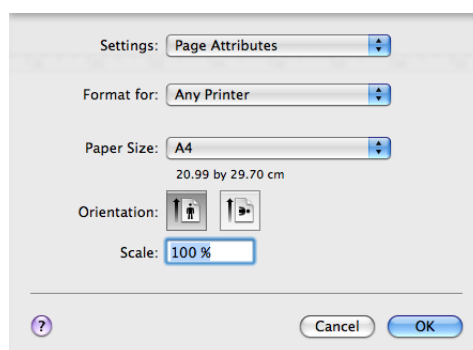 Settings: Page Attributes
Format for: Any Printer
Paper Size: A4
20.99 by 29.70 cm
Orientation:
Scale: 100 %
? Cancel OK